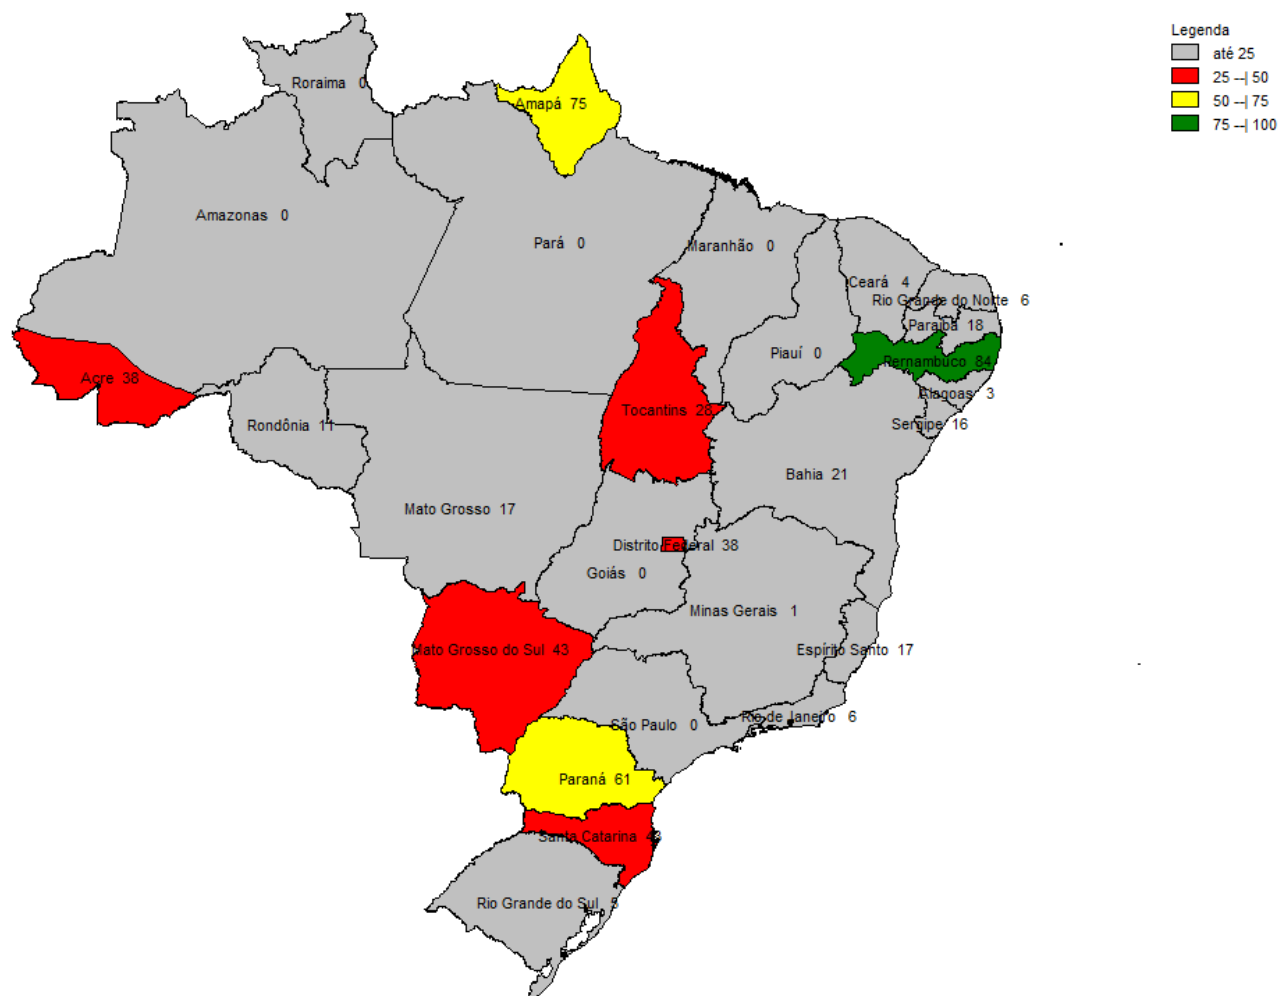 Legenda
até 25
25 --| 50
50 --| 75
75 --| 100
Roraima 0
Amapá 75
Amazonas 0
Pará 0
Maranhão 0
Ceará 4
Rio Grande do Norte 6
Paraíba 18
Piauí 0
Pernambuco 84
Acre 38
Alagoas 3
Tocantins 28
Sergipe 16
Rondônia 11
Bahia 21
Mato Grosso 17
Distrito Federal 38
Goiás 0
Minas Gerais 1
Mato Grosso do Sul 43
Espírito Santo 17
Rio de Janeiro 6
São Paulo 0
Paraná 61
Santa Catarina 43
Rio Grande do Sul